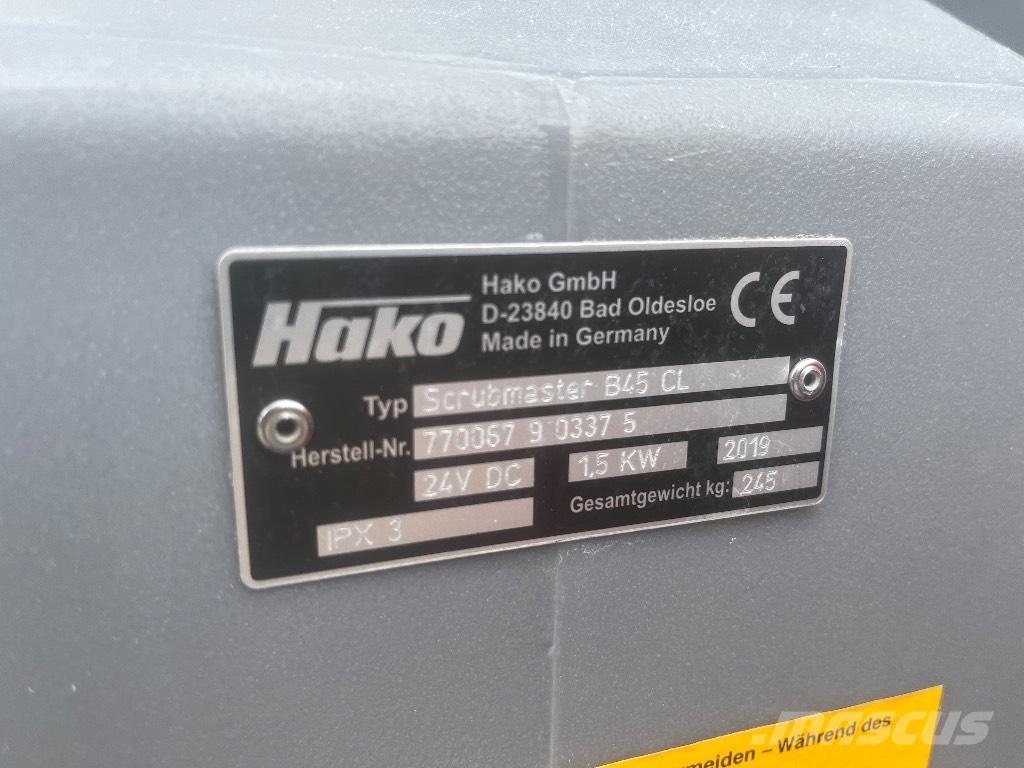 Hako
Hako GmbH
D-23840 Bad Oldesloe
Made in Germany
CE
Typ Scrubmaster B45 CL
Herstell-Nr. 770067 9 0337 5
24V DC 1,5 KW 2019
Gesamtgewicht kg: 245
IPX 3
meiden – Während des
mascus